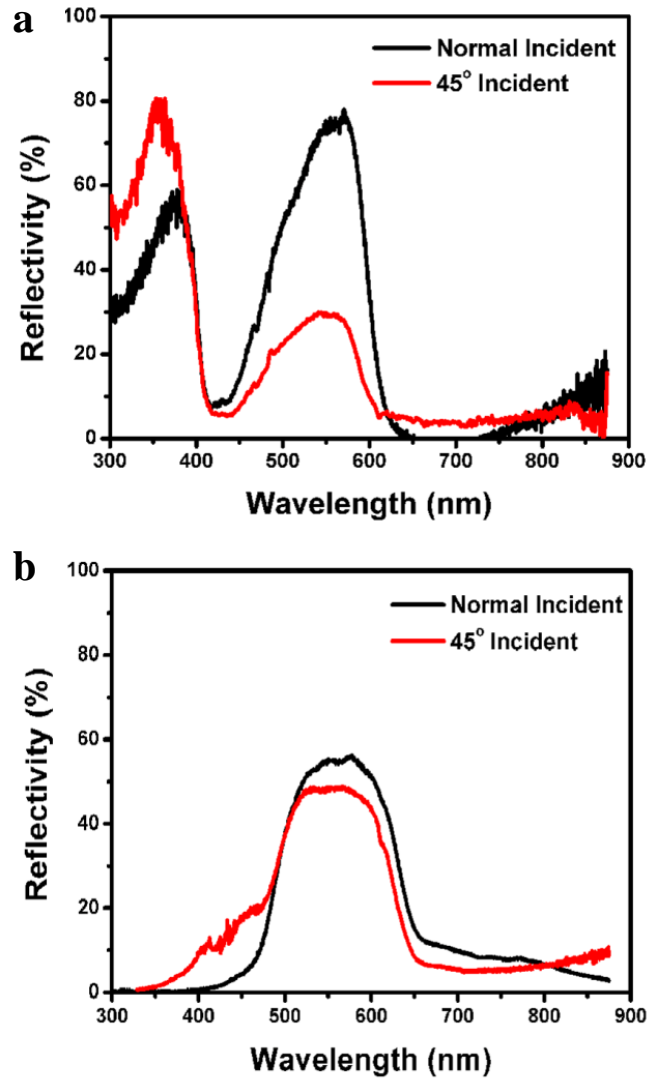 a
100
80
60
40
20
0
Reflectivity (%)
Normal Incident
45° Incident
300 400 500 600 700 800 900
Wavelength (nm)
b
100
80
60
40
20
0
Reflectivity (%)
Normal Incident
45° Incident
300 400 500 600 700 800 900
Wavelength (nm)